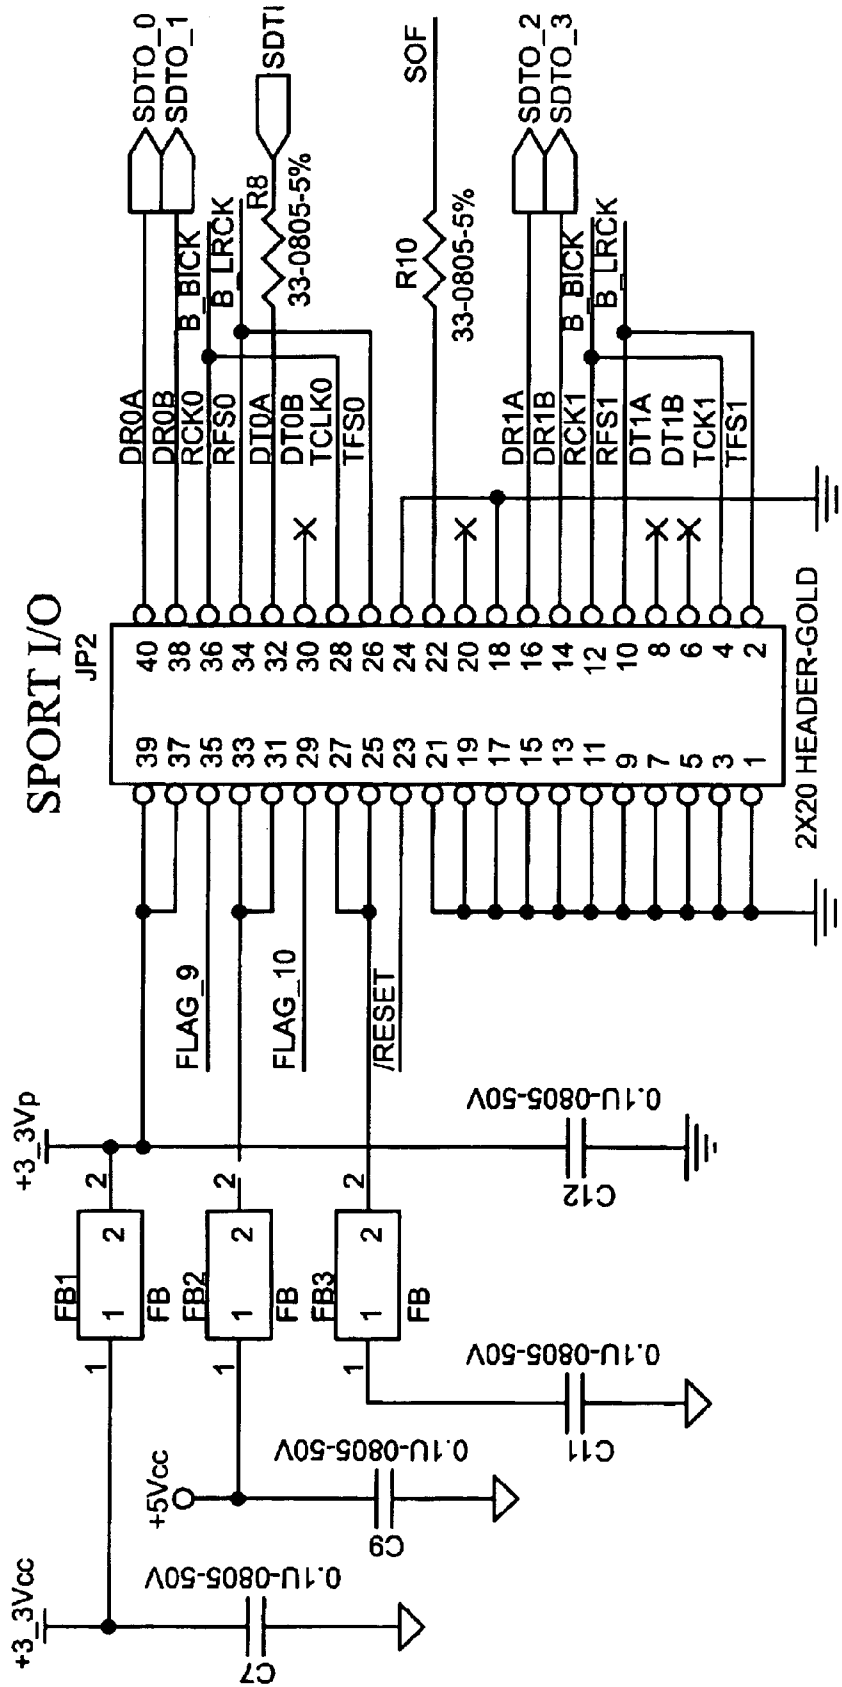 SPORT I/O
JP2
+3_3Vcc
+5Vcc
+3_3Vp
FB1
1
1
2
2
FB
FB2
1
1
2
2
FB
FB3
1
1
2
2
FB
C7
0.1U-0805-50V
C9
0.1U-0805-50V
C11
0.1U-0805-50V
C12
0.1U-0805-50V
FLAG_9
FLAG_10
/RESET
39 40
37 38
35 36
33 34
31 32
29 30
27 28
25 26
23 24
21 22
19 20
17 18
15 16
13 14
11 12
9 10
7 8
5 6
3 4
1 2
2X20 HEADER-GOLD
DR0A
DR0B
RCK0
RFS0
DT0A
DT0B
TCLK0
TFS0
DR1A
DR1B
RCK1
RFS1
DT1A
DT1B
TCK1
TFS1
SDTO_0
SDTO_1
B_BICK
B_LRCK
R8
33-0805-5%
SDTI
R10
33-0805-5%
SOF
SDTO_2
SDTO_3
B_BICK
B_LRCK